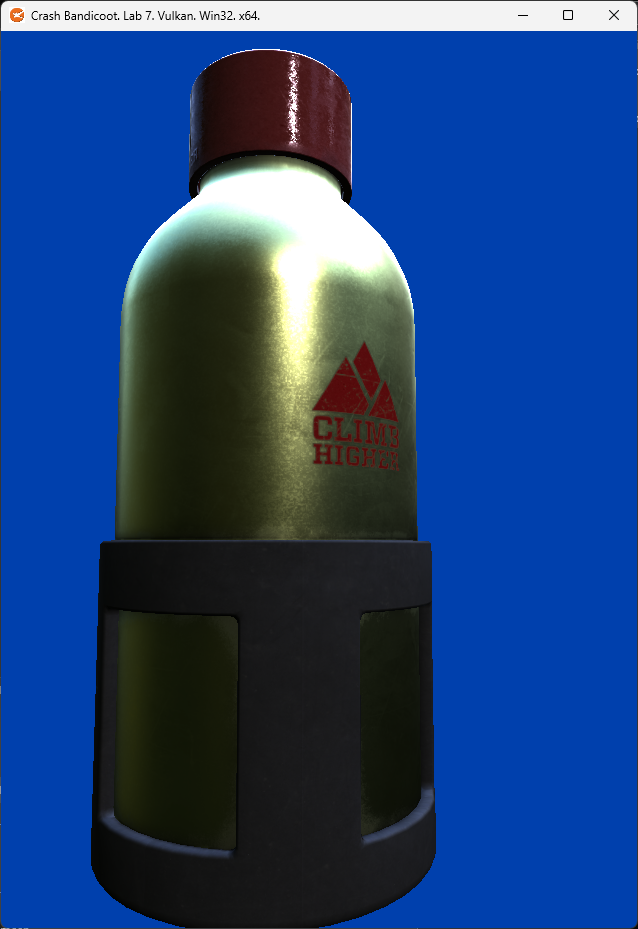 Crash Bandicoot. Lab 7. Vulkan. Win32. x64.
CLIMB
HIGHER